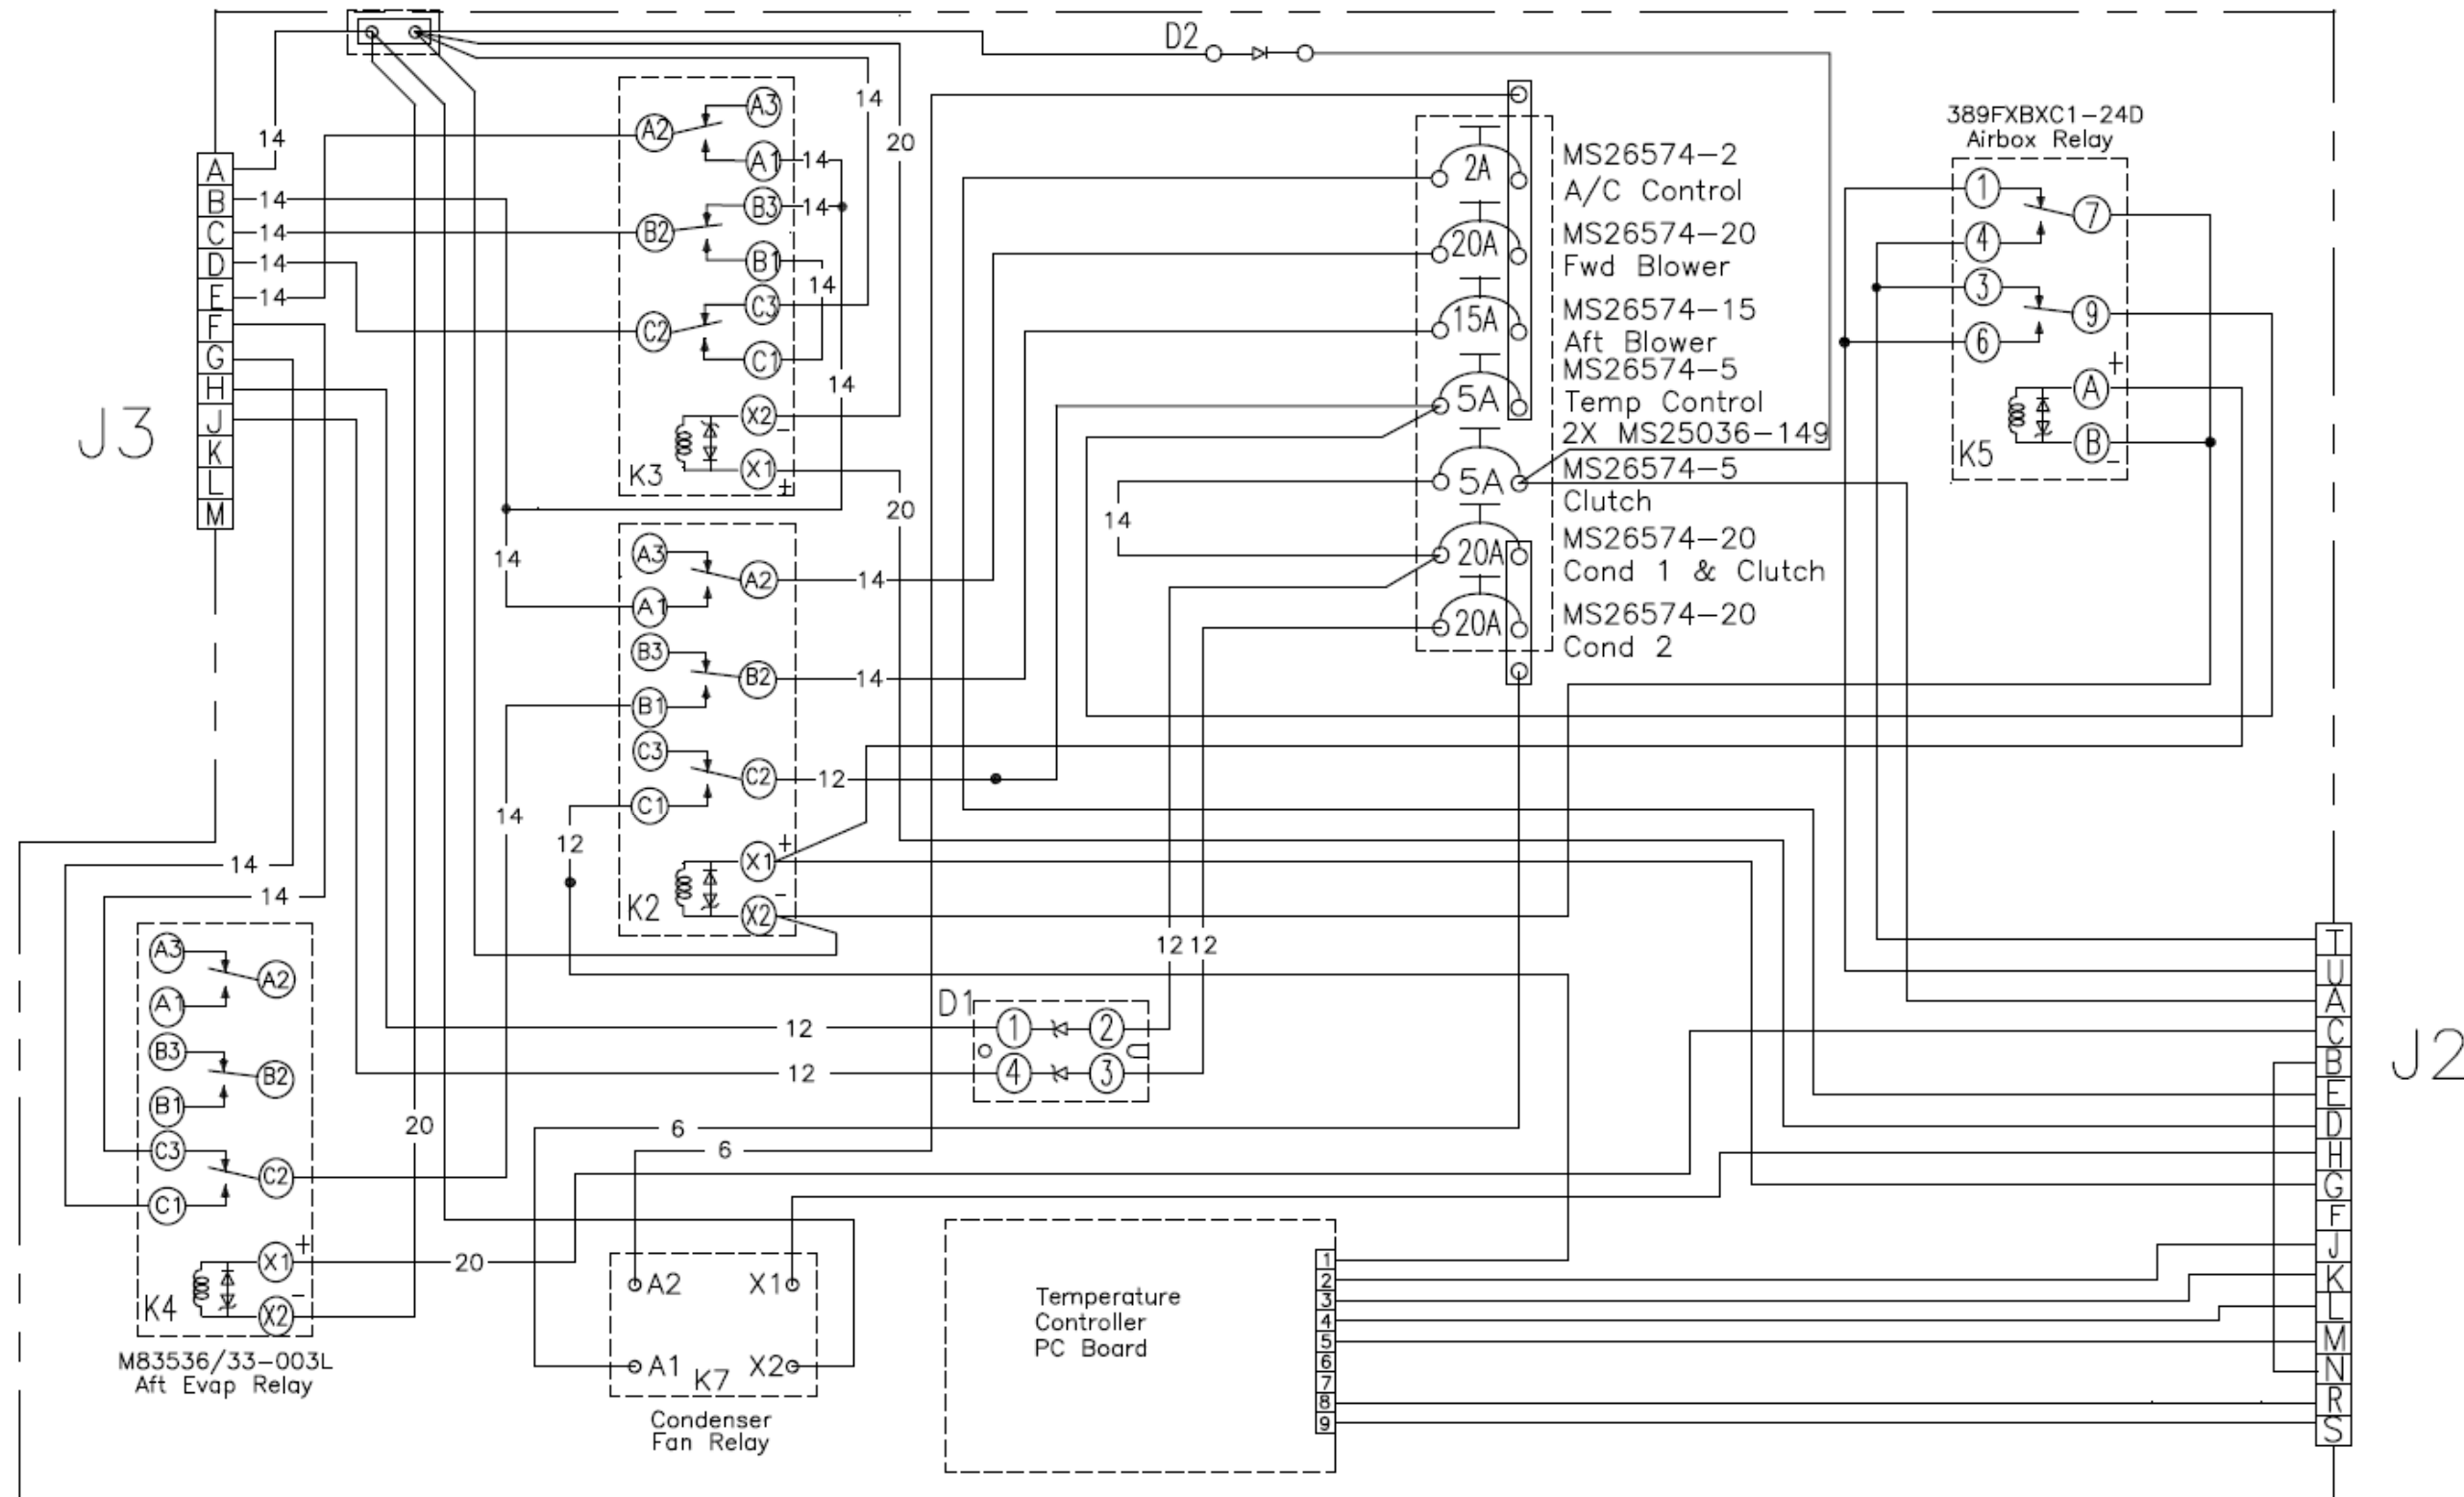 D2
14
14
20
389FXBXC1-24D
Airbox Relay
J3
A
B
C
D
E
F
G
H
J
K
L
M
14
14
14
14
A2
A3
A1
14
B2
B3
14
B1
14
C2
C3
C1
14
X2
-
X1
+
K3
20
2A
20A
15A
5A
5A
20A
20A
MS26574-2
A/C Control
MS26574-20
Fwd Blower
MS26574-15
Aft Blower
MS26574-5
Temp Control
2X MS25036-149
MS26574-5
Clutch
MS26574-20
Cond 1 & Clutch
MS26574-20
Cond 2
14
1
4
3
6
7
9
A
+
B
-
K5
14
A3
A2
14
A1
B3
B2
14
B1
C3
C2
12
C1
12
14
X1
+
X2
-
K2
14
14
A3
A2
A1
B3
B2
B1
C3
C2
C1
X1
+
X2
-
K4
M83536/33-003L
Aft Evap Relay
20
20
12
12
12 12
D1
1
2
4
3
6
6
A2
X1
A1
X2
K7
Condenser
Fan Relay
Temperature
Controller
PC Board
1
2
3
4
5
6
7
8
9
T
U
A
C
B
E
D
H
G
F
J
K
L
M
N
R
S
J2